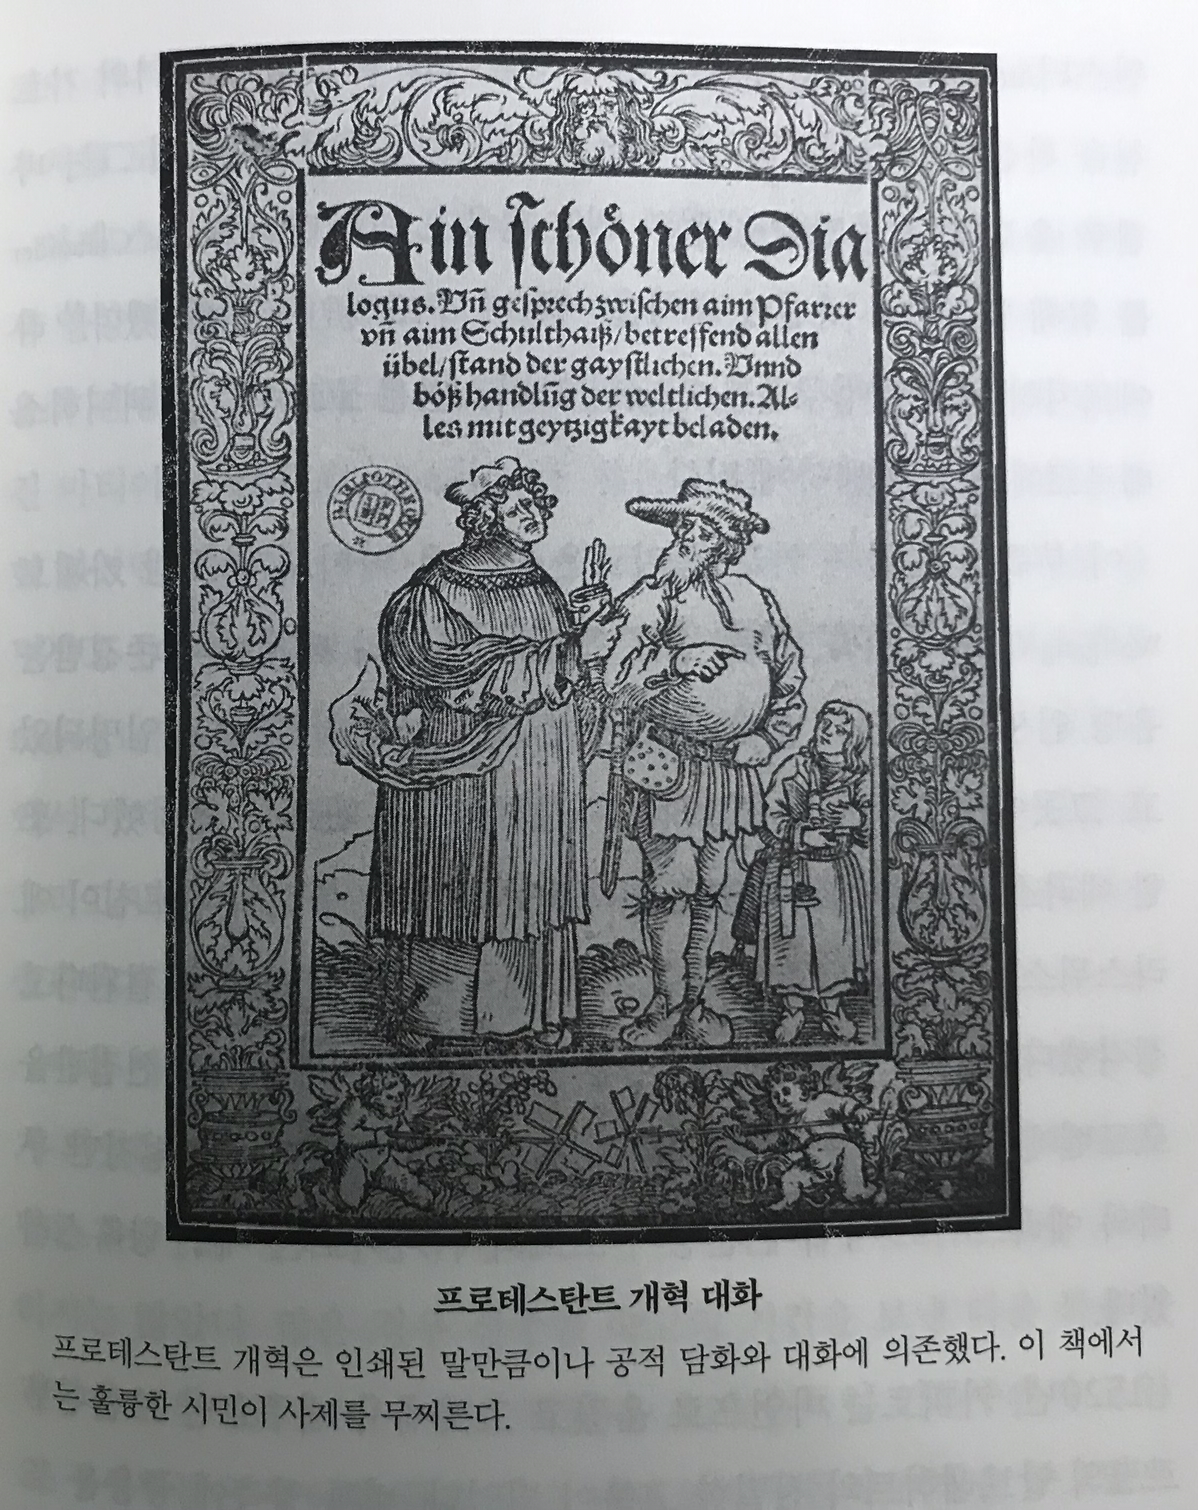 Ain ſchoͤner Dia
logus. Vñ geſprech zwiſchen aim Pfarrer
vñ aim Schulthaiß/betreffend allen
übel/ſtand der gayſtlichen. Vnnd
bóß handlũg der weltlichen. Al⸗
les mit geytzigkayt beladen.
프로테스탄트 개혁 대화
프로테스탄트 개혁은 인쇄된 말만큼이나 공적 담화와 대화에 의존했다. 이 책에서
는 훌륭한 시민이 사제를 무찌른다.